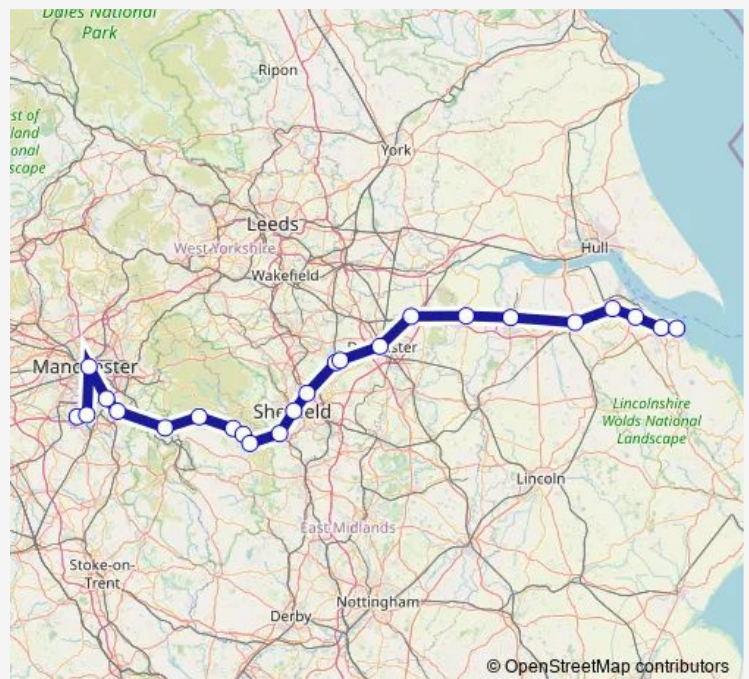 Dales National
Park
Ripon
York
Leeds
West Yorkshire
Wakefield
Hull
Manchester
Sheffield
Lincolnshire
Wolds National
Landscape
Lincoln
East Midlands
Stoke-on-
Trent
Nottingham
Derby
© OpenStreetMap contributors